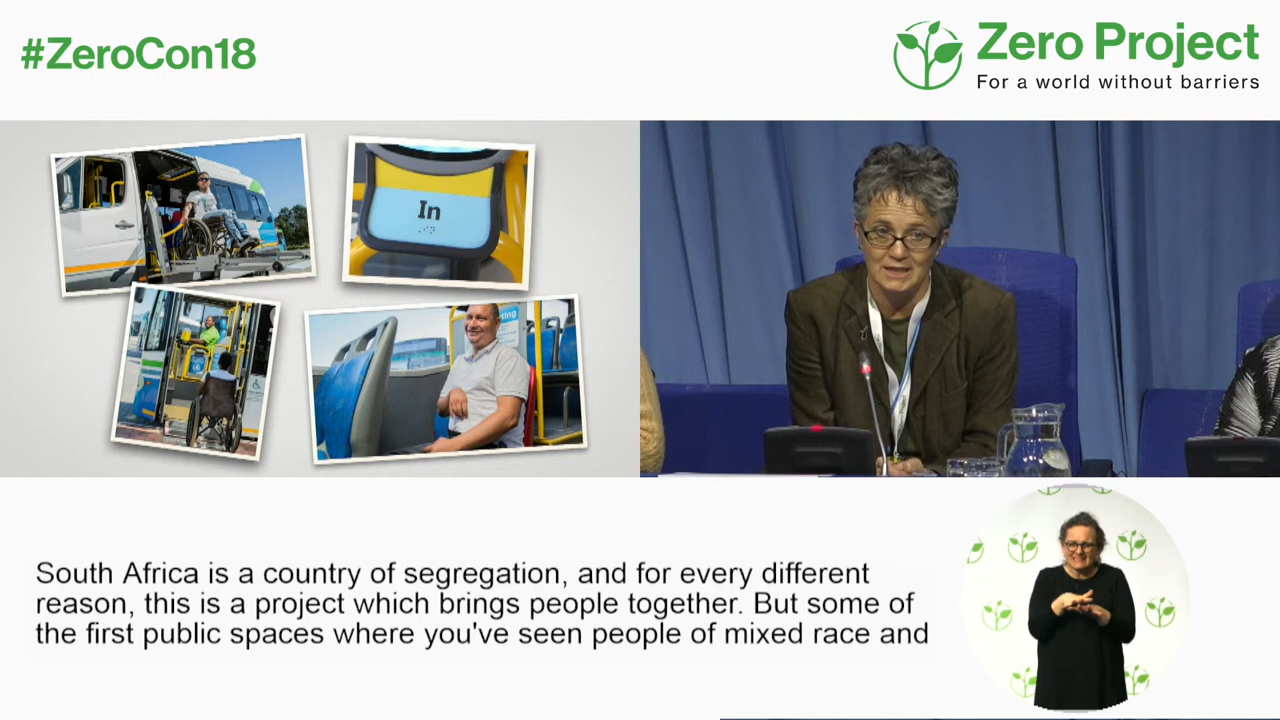 #ZeroCon18
Zero Project
For a world without barriers
In
South Africa is a country of segregation, and for every different
reason, this is a project which brings people together. But some of
the first public spaces where you've seen people of mixed race and